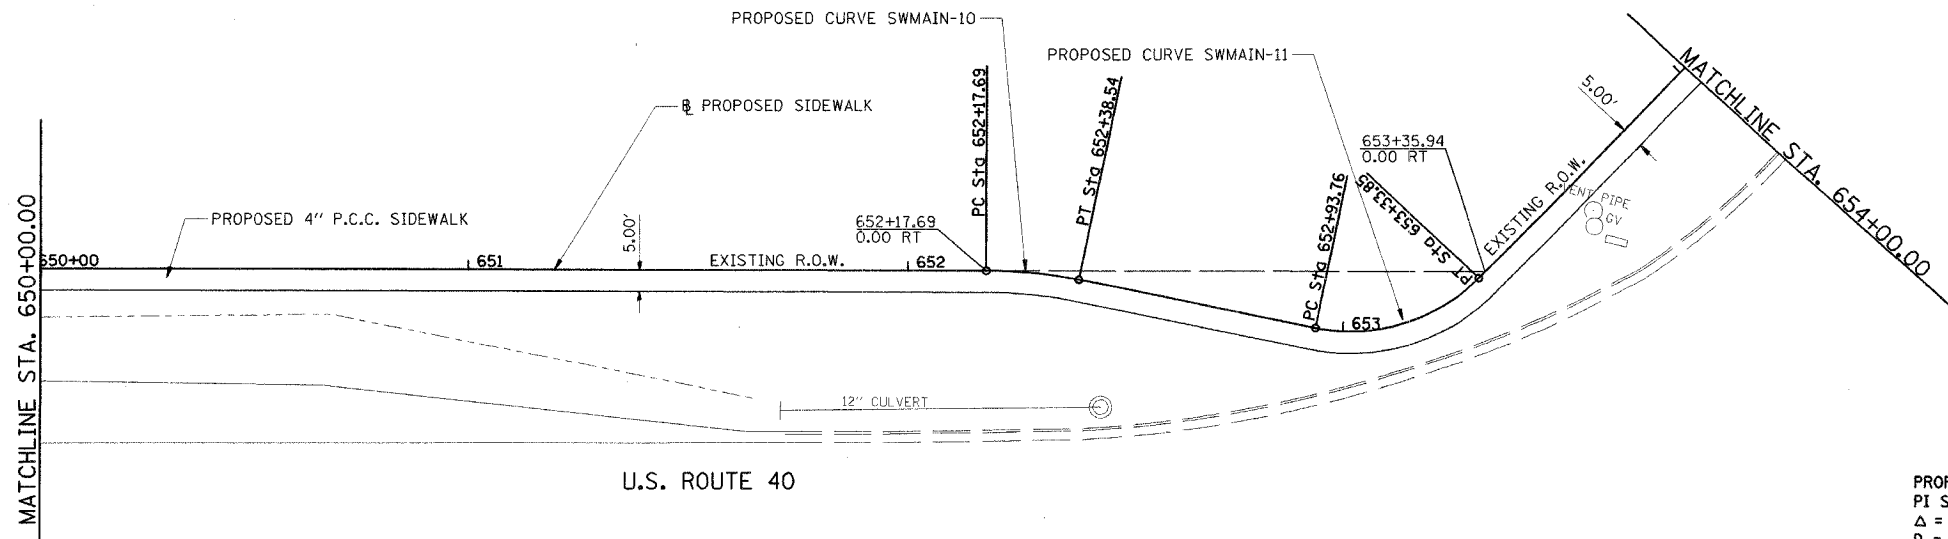 PROPOSED CURVE SWMAIN-10
PROPOSED CURVE SWMAIN-11
MATCHLINE STA. 654+00.00
PC Sta 652+17.69
PT Sta 652+38.54
5.00'
℄ PROPOSED SIDEWALK
653+35.94
0.00 RT
PT Sta 653+33.85
PC Sta 652+93.76
EXISTING R.O.W.
VENT PIPE
GV
PROPOSED 4" P.C.C. SIDEWALK
5.00'
652+17.69
0.00 RT
650+00
651
EXISTING R.O.W.
652
653
MATCHLINE STA. 650+00.00
12" CULVERT
U.S. ROUTE 40
PI S
Δ =